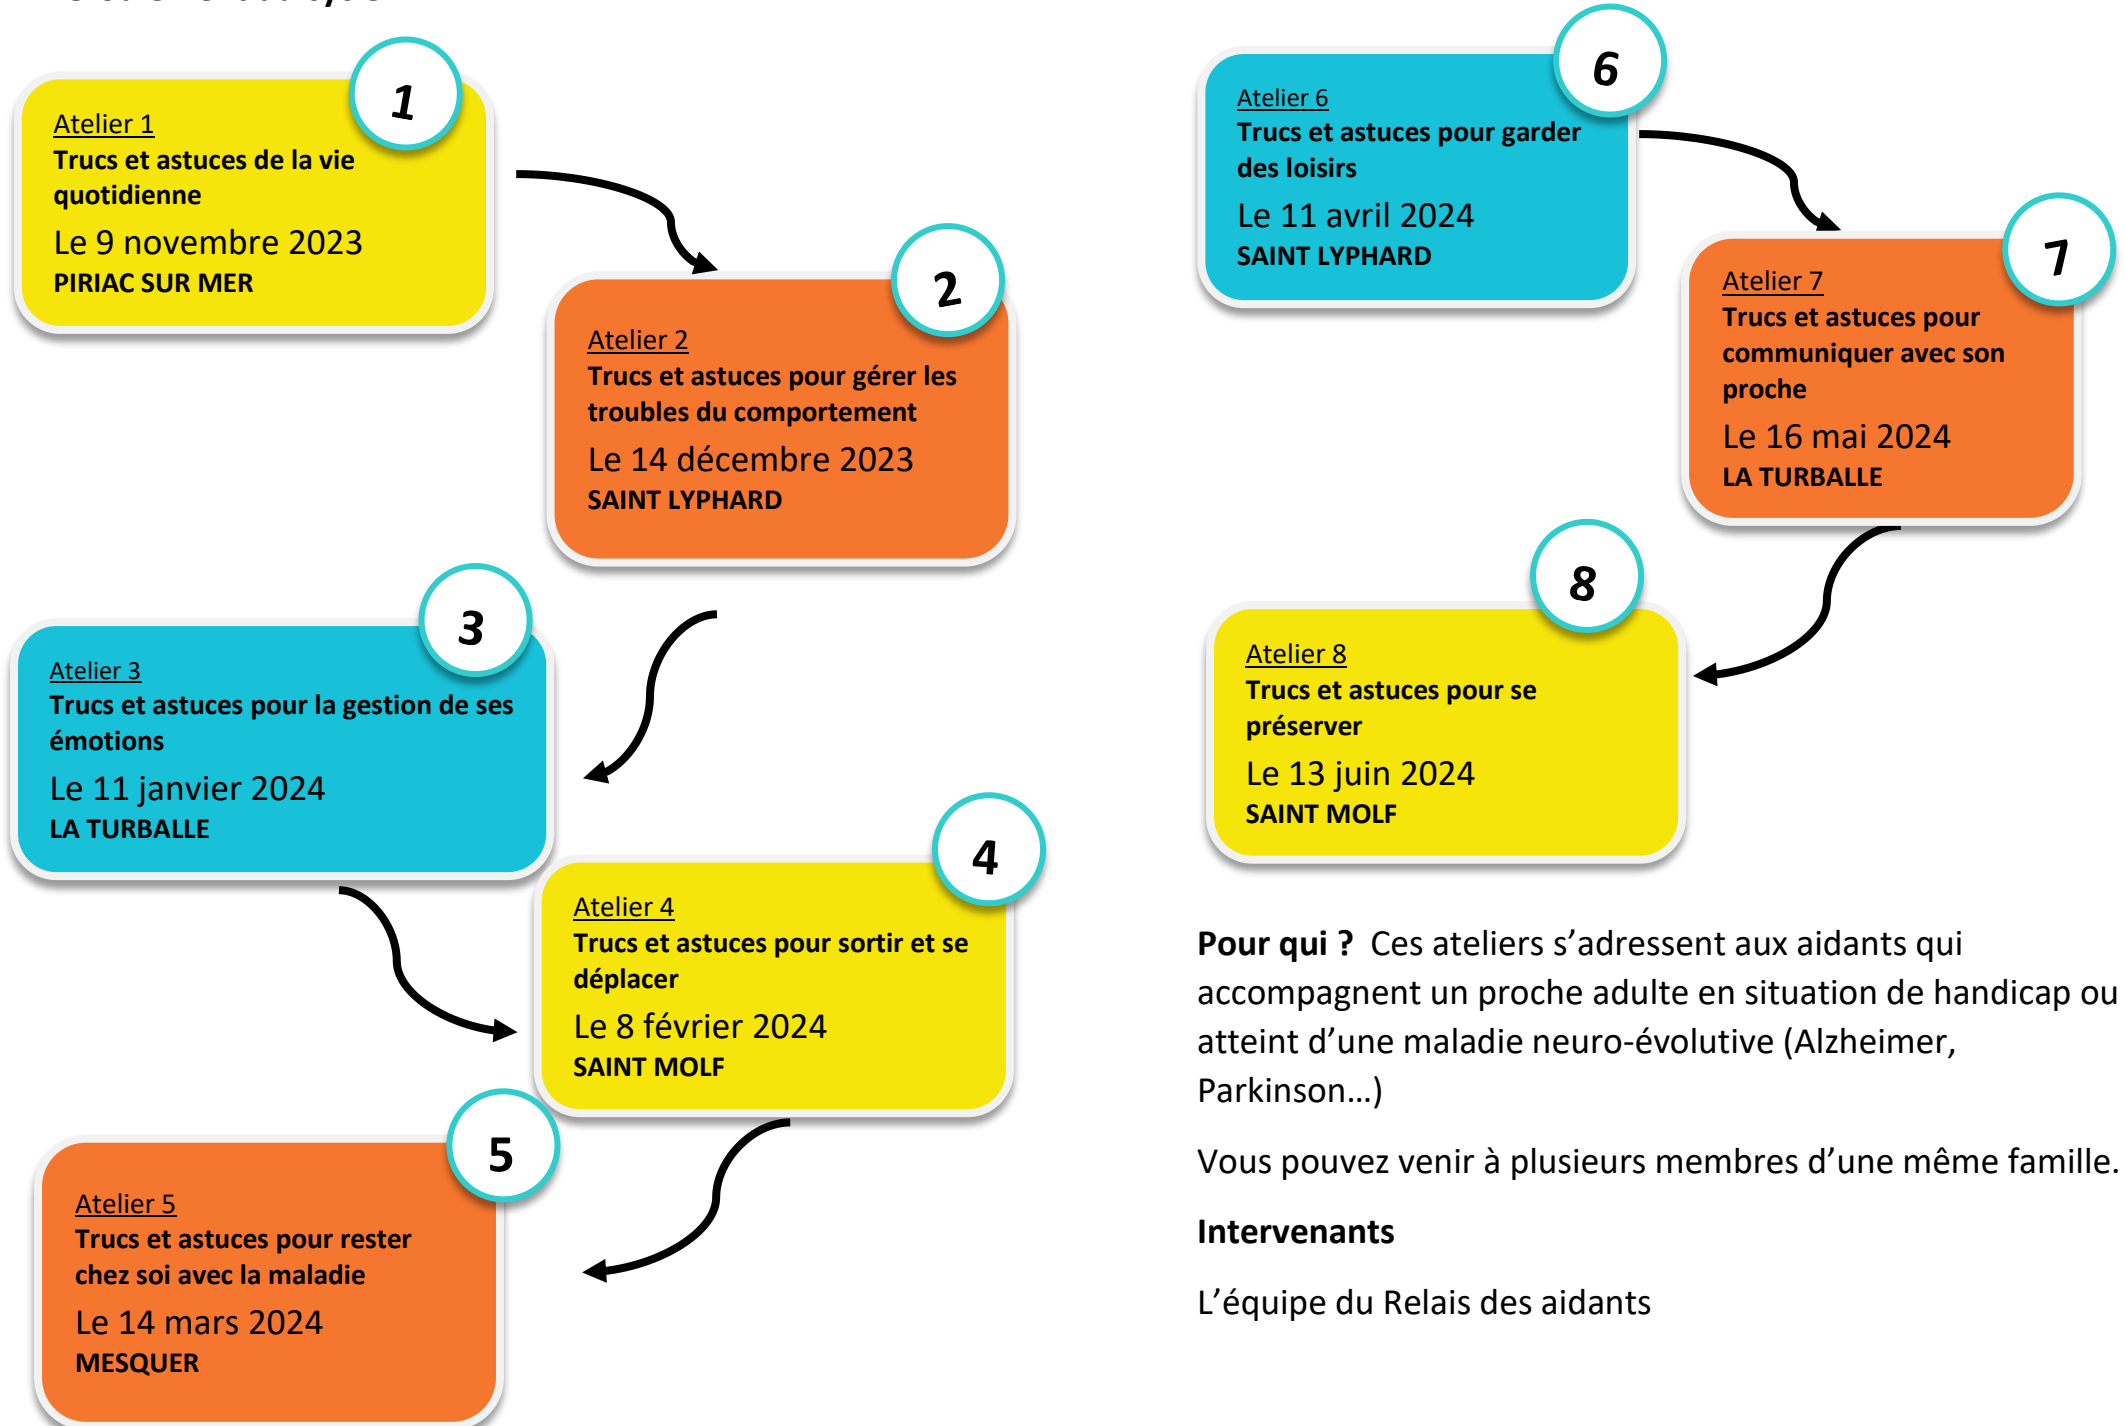 1
Atelier 1
Trucs et astuces de la vie
quotidienne
Le 9 novembre 2023
PIRIAC SUR MER
2
Atelier 2
Trucs et astuces pour gérer les
troubles du comportement
Le 14 décembre 2023
SAINT LYPHARD
3
Atelier 3
Trucs et astuces pour la gestion de ses
émotions
Le 11 janvier 2024
LA TURBALLE
4
Atelier 4
Trucs et astuces pour sortir et se
déplacer
Le 8 février 2024
SAINT MOLF
5
Atelier 5
Trucs et astuces pour rester
chez soi avec la maladie
Le 14 mars 2024
MESQUER
6
Atelier 6
Trucs et astuces pour garder
des loisirs
Le 11 avril 2024
SAINT LYPHARD
7
Atelier 7
Trucs et astuces pour
communiquer avec son
proche
Le 16 mai 2024
LA TURBALLE
8
Atelier 8
Trucs et astuces pour se
préserver
Le 13 juin 2024
SAINT MOLF
Pour qui ? Ces ateliers s’adressent aux aidants qui
accompagnent un proche adulte en situation de handicap ou
atteint d’une maladie neuro-évolutive (Alzheimer,
Parkinson…)
Vous pouvez venir à plusieurs membres d’une même famille.
Intervenants
L’équipe du Relais des aidants